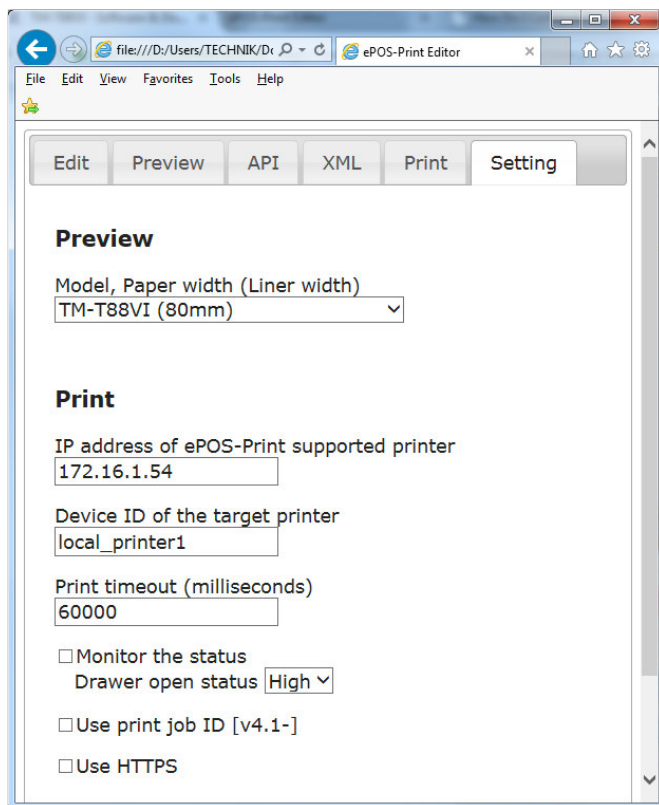 file:///D:/Users/TECHNIK/Do
ePOS-Print Editor
File Edit View Favorites Tools Help
Edit Preview API XML Print Setting
Preview
Model, Paper width (Liner width)
TM-T88VI (80mm)
Print
IP address of ePOS-Print supported printer
172.16.1.54
Device ID of the target printer
local_printer1
Print timeout (milliseconds)
60000
Monitor the status
Drawer open status High
Use print job ID [v4.1-]
Use HTTPS